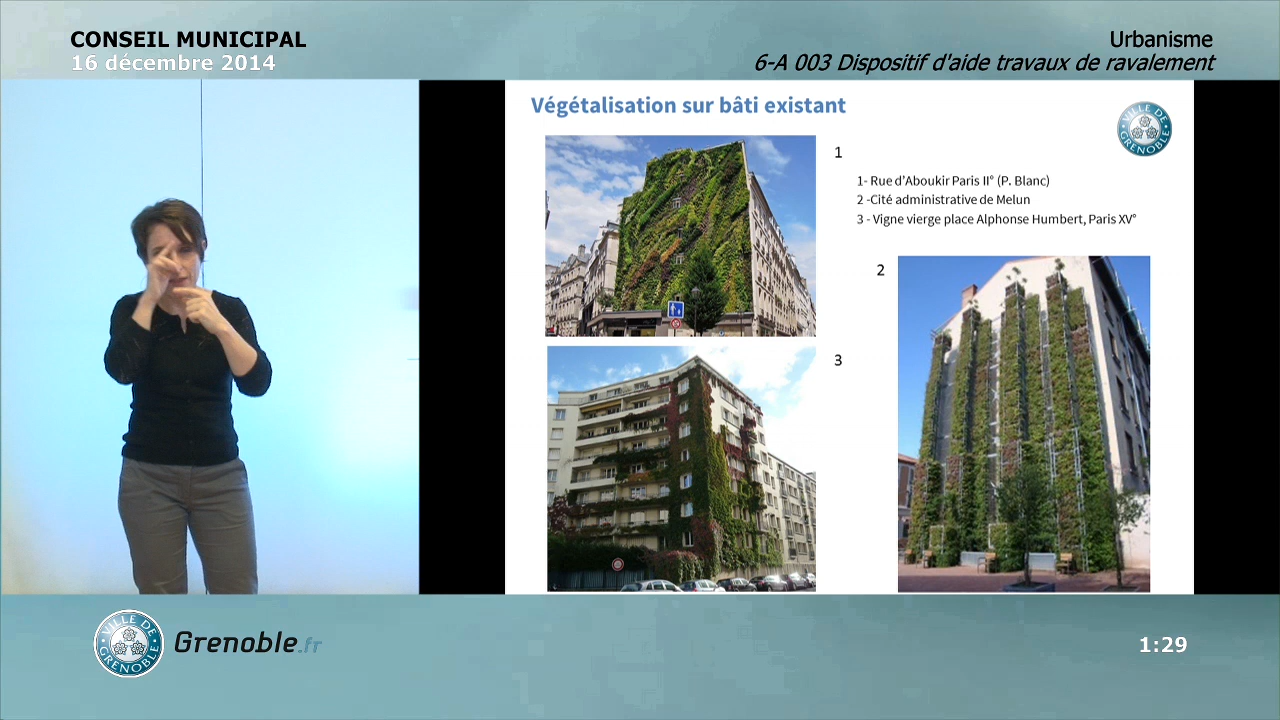 CONSEIL MUNICIPAL
16 décembre 2014
Urbanisme
6-A 003 Dispositif d'aide travaux de ravalement
Végétalisation sur bâti existant
VILLE DE GRENOBLE
1
1- Rue d'Aboukir Paris II° (P. Blanc)
2 -Cité administrative de Melun
3 - Vigne vierge place Alphonse Humbert, Paris XV°
2
3
VILLE DE GRENOBLE
Grenoble.fr
1:29